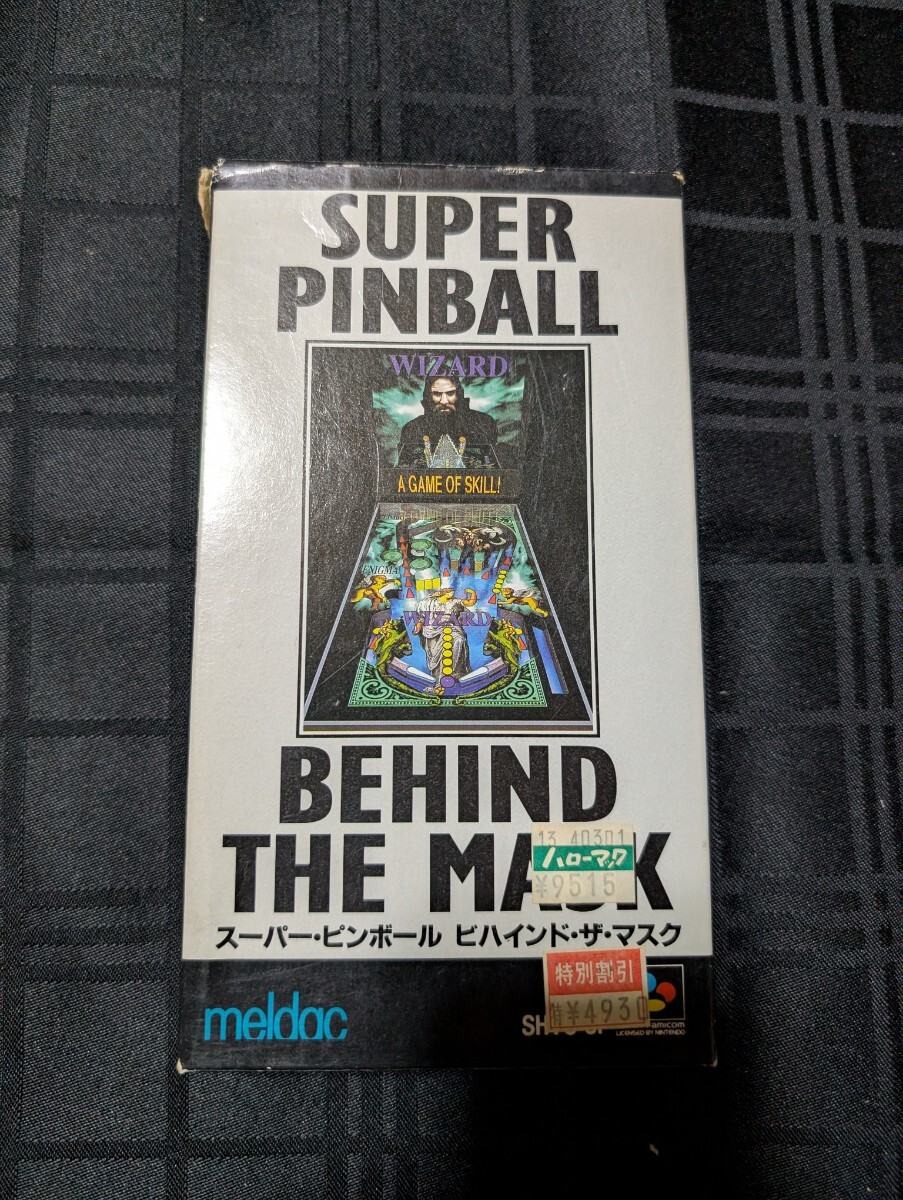 SUPER
PINBALL
WIZARD
A GAME OF SKILL!
ENIGMA
WIZARD
BEHIND
THE MASK
13 40301
ハローマック
¥9515
スーパー・ピンボール ビハインド・ザ・マスク
特別割引
特¥4930
meldac
Famicom
LICENSED BY NINTENDO